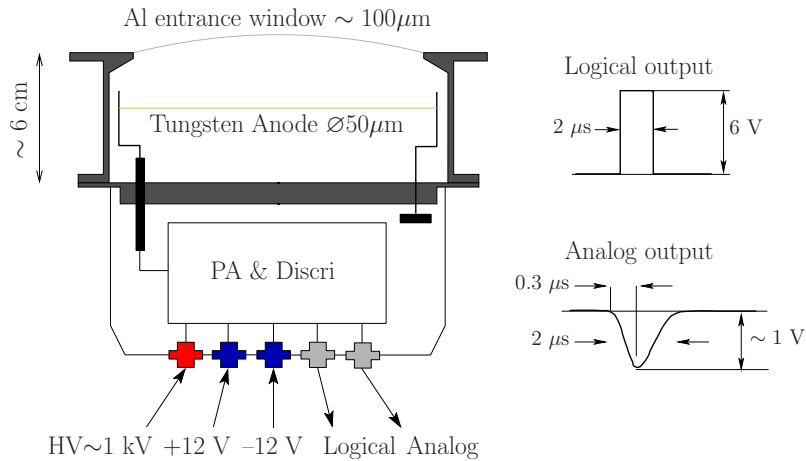 Al entrance window ~ 100μm
~ 6 cm
Tungsten Anode ∅50μm
PA & Discri
HV~1 kV +12 V –12 V Logical Analog
Logical output
2 μs
6 V
Analog output
0.3 μs
2 μs
~ 1 V